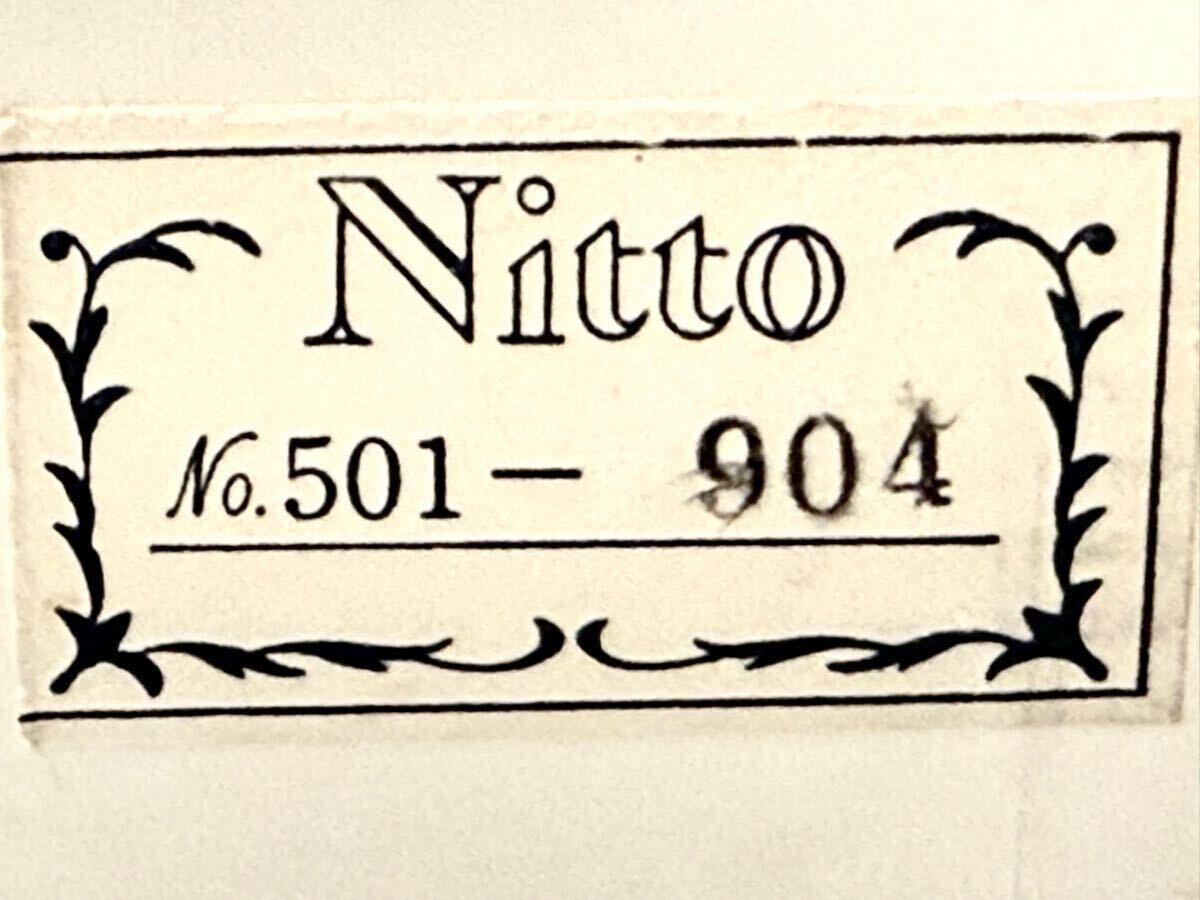 Nitto
No. 501 — 904